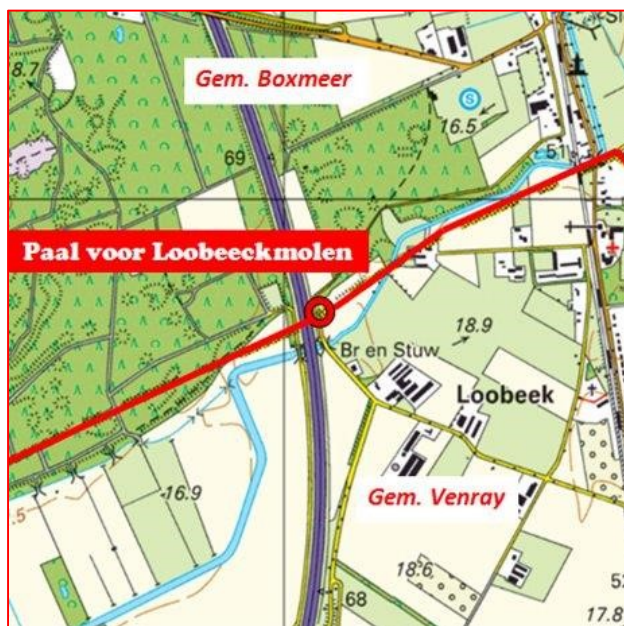 8.7
Gem. Boxmeer
S
16.5
69
51
Paal voor Loobeeckmolen
18.9
Br en Stuw
Loobeek
16.9
.5
Gem. Venray
18.6
68
17.8